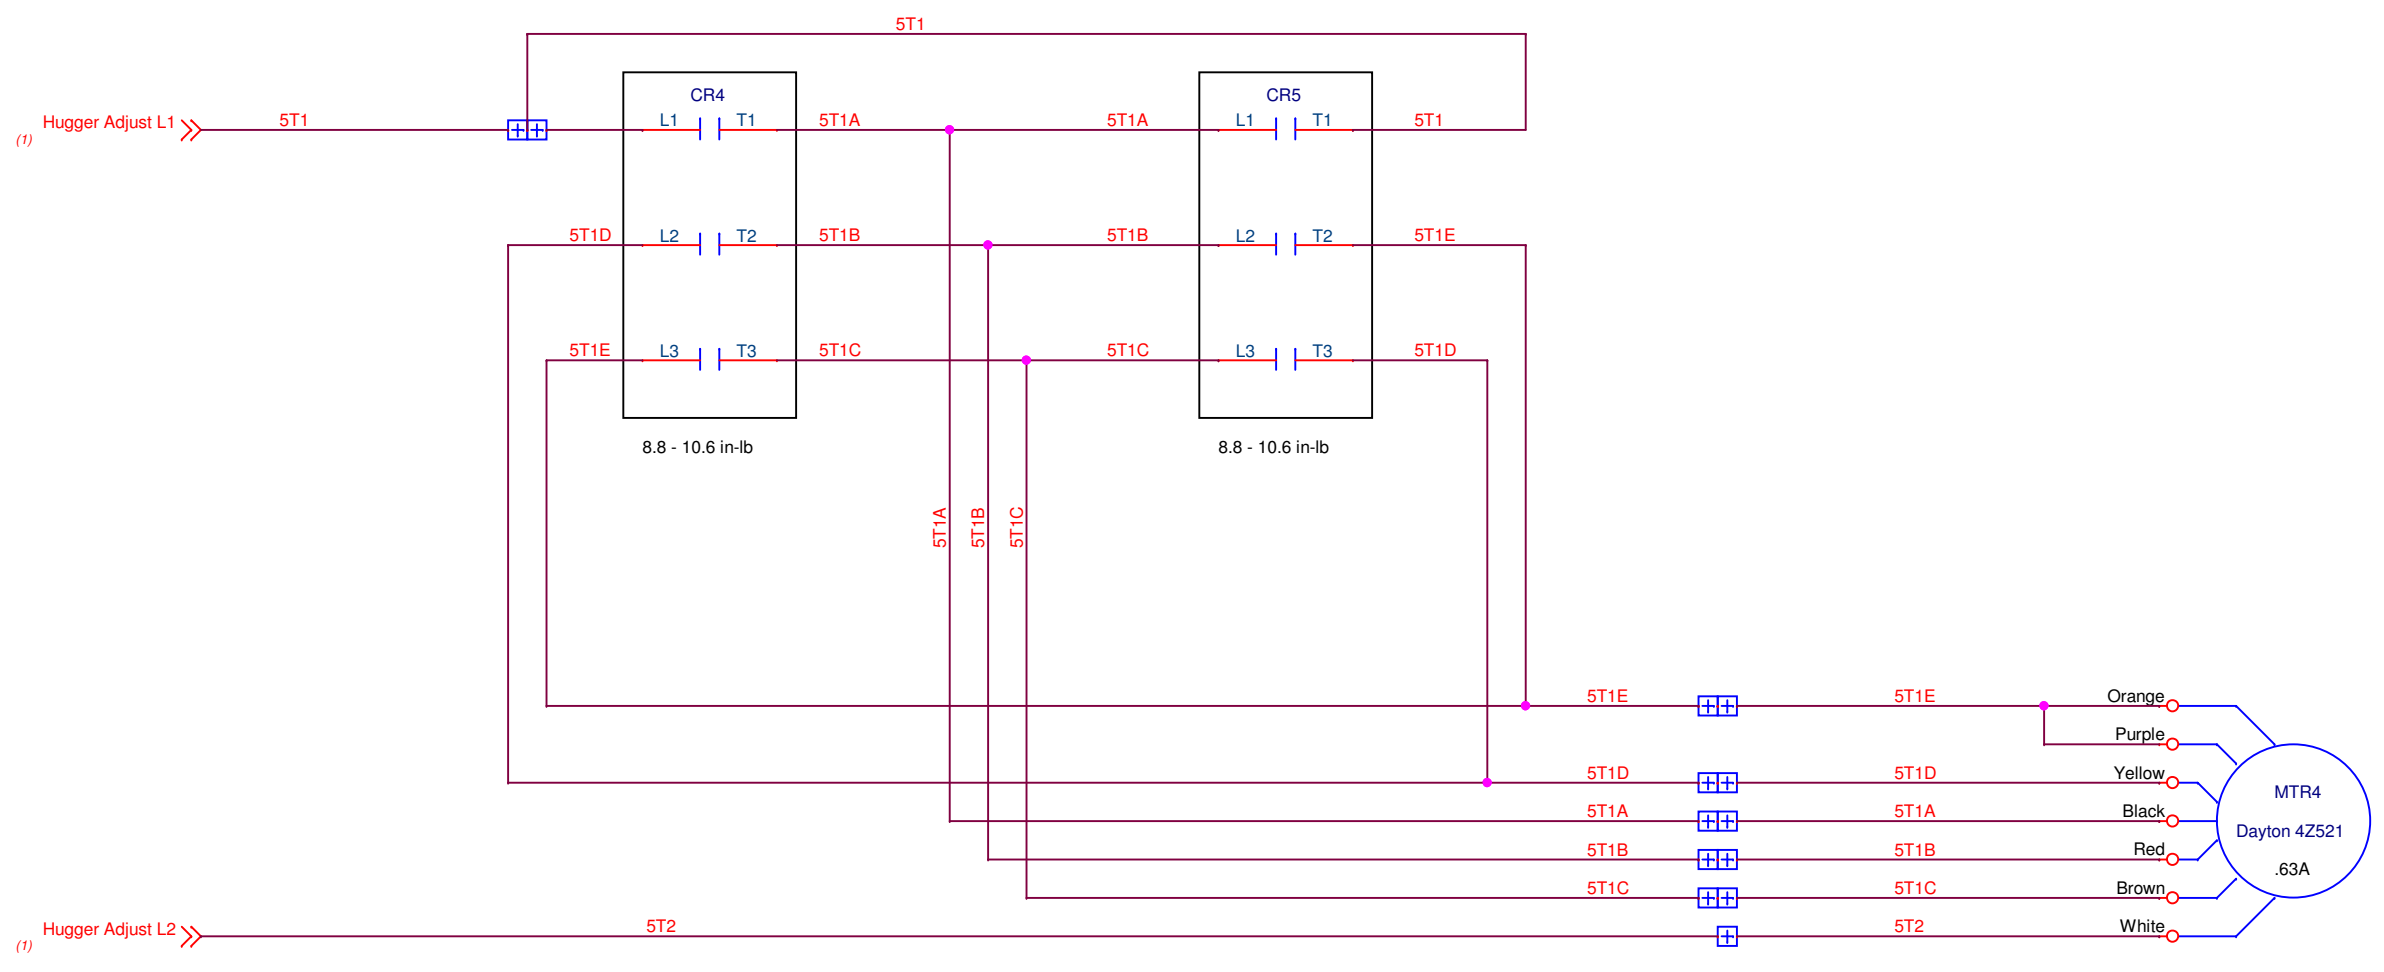 5T1
CR4
CR5
Hugger Adjust L1
(1)
5T1
L1 T1
5T1A
5T1A
L1 T1
5T1
5T1D
L2 T2
5T1B
5T1B
L2 T2
5T1E
5T1E
L3 T3
5T1C
5T1C
L3 T3
5T1D
8.8 - 10.6 in-lb
8.8 - 10.6 in-lb
5T1A
5T1B
5T1C
5T1E
5T1E
Orange
Purple
5T1D
5T1D
Yellow
MTR4
5T1A
5T1A
Black
Dayton 4Z521
5T1B
5T1B
Red
.63A
5T1C
5T1C
Brown
Hugger Adjust L2
(1)
5T2
5T2
White